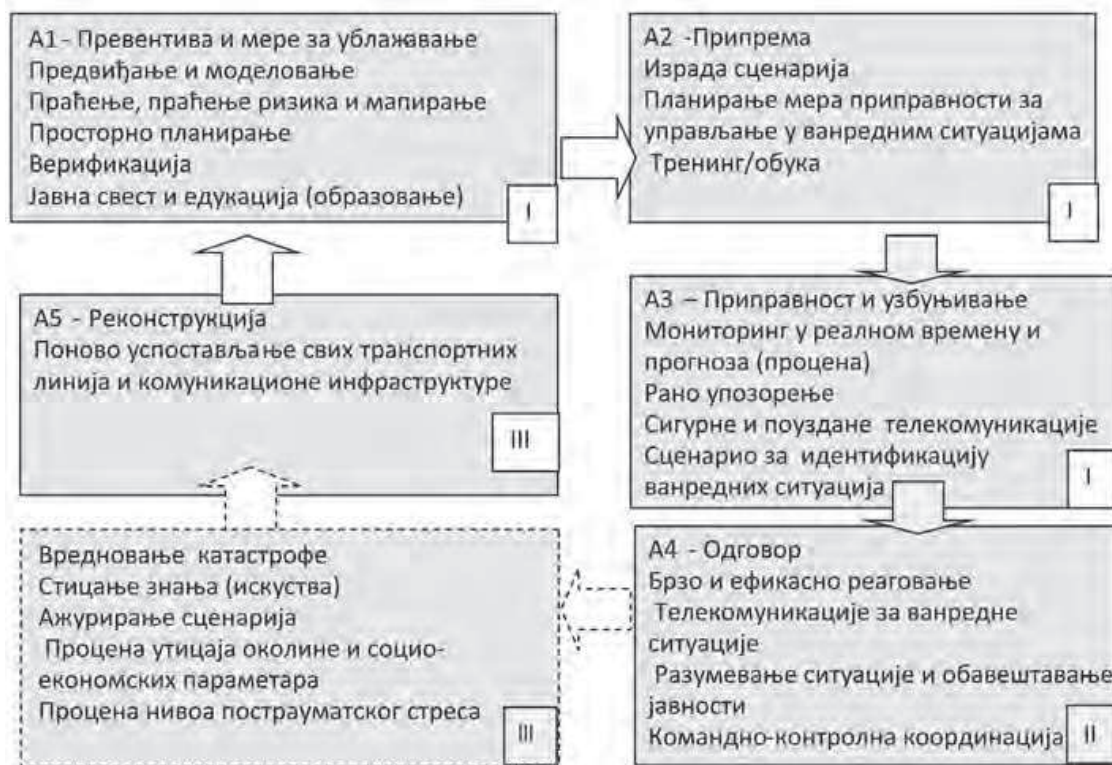 А1 - Превентива и мере за ублажавање
Предвиђање и моделовање
Праћење, праћење ризика и мапирање
Просторно планирање
Верификација
Јавна свест и едукација (образовање)
I
А2 -Припрема
Израда сценарија
Планирање мера приправности за
управљање у ванредним ситуацијама
Тренинг/обука
I
А3 – Приправност и узбуњивање
Мониторинг у реалном времену и
прогноза (процена)
Рано упозорење
Сигурне и поуздане телекомуникације
Сценарио за идентификацију
ванредних ситуација
I
А4 - Одговор
Брзо и ефикасно реаговање
Телекомуникације за ванредне
ситуације
Разумевање ситуације и обавештавање
јавности
Командно-контролна координација
II
Вредновање катастрофе
Стицање знања (искуства)
Ажурирање сценарија
Процена утицаја околине и социо-
економских параметара
Процена нивоа пострауматског стреса
III
А5 - Реконструкција
Поново успостављање свих транспортних
линија и комуникационе инфраструктуре
III